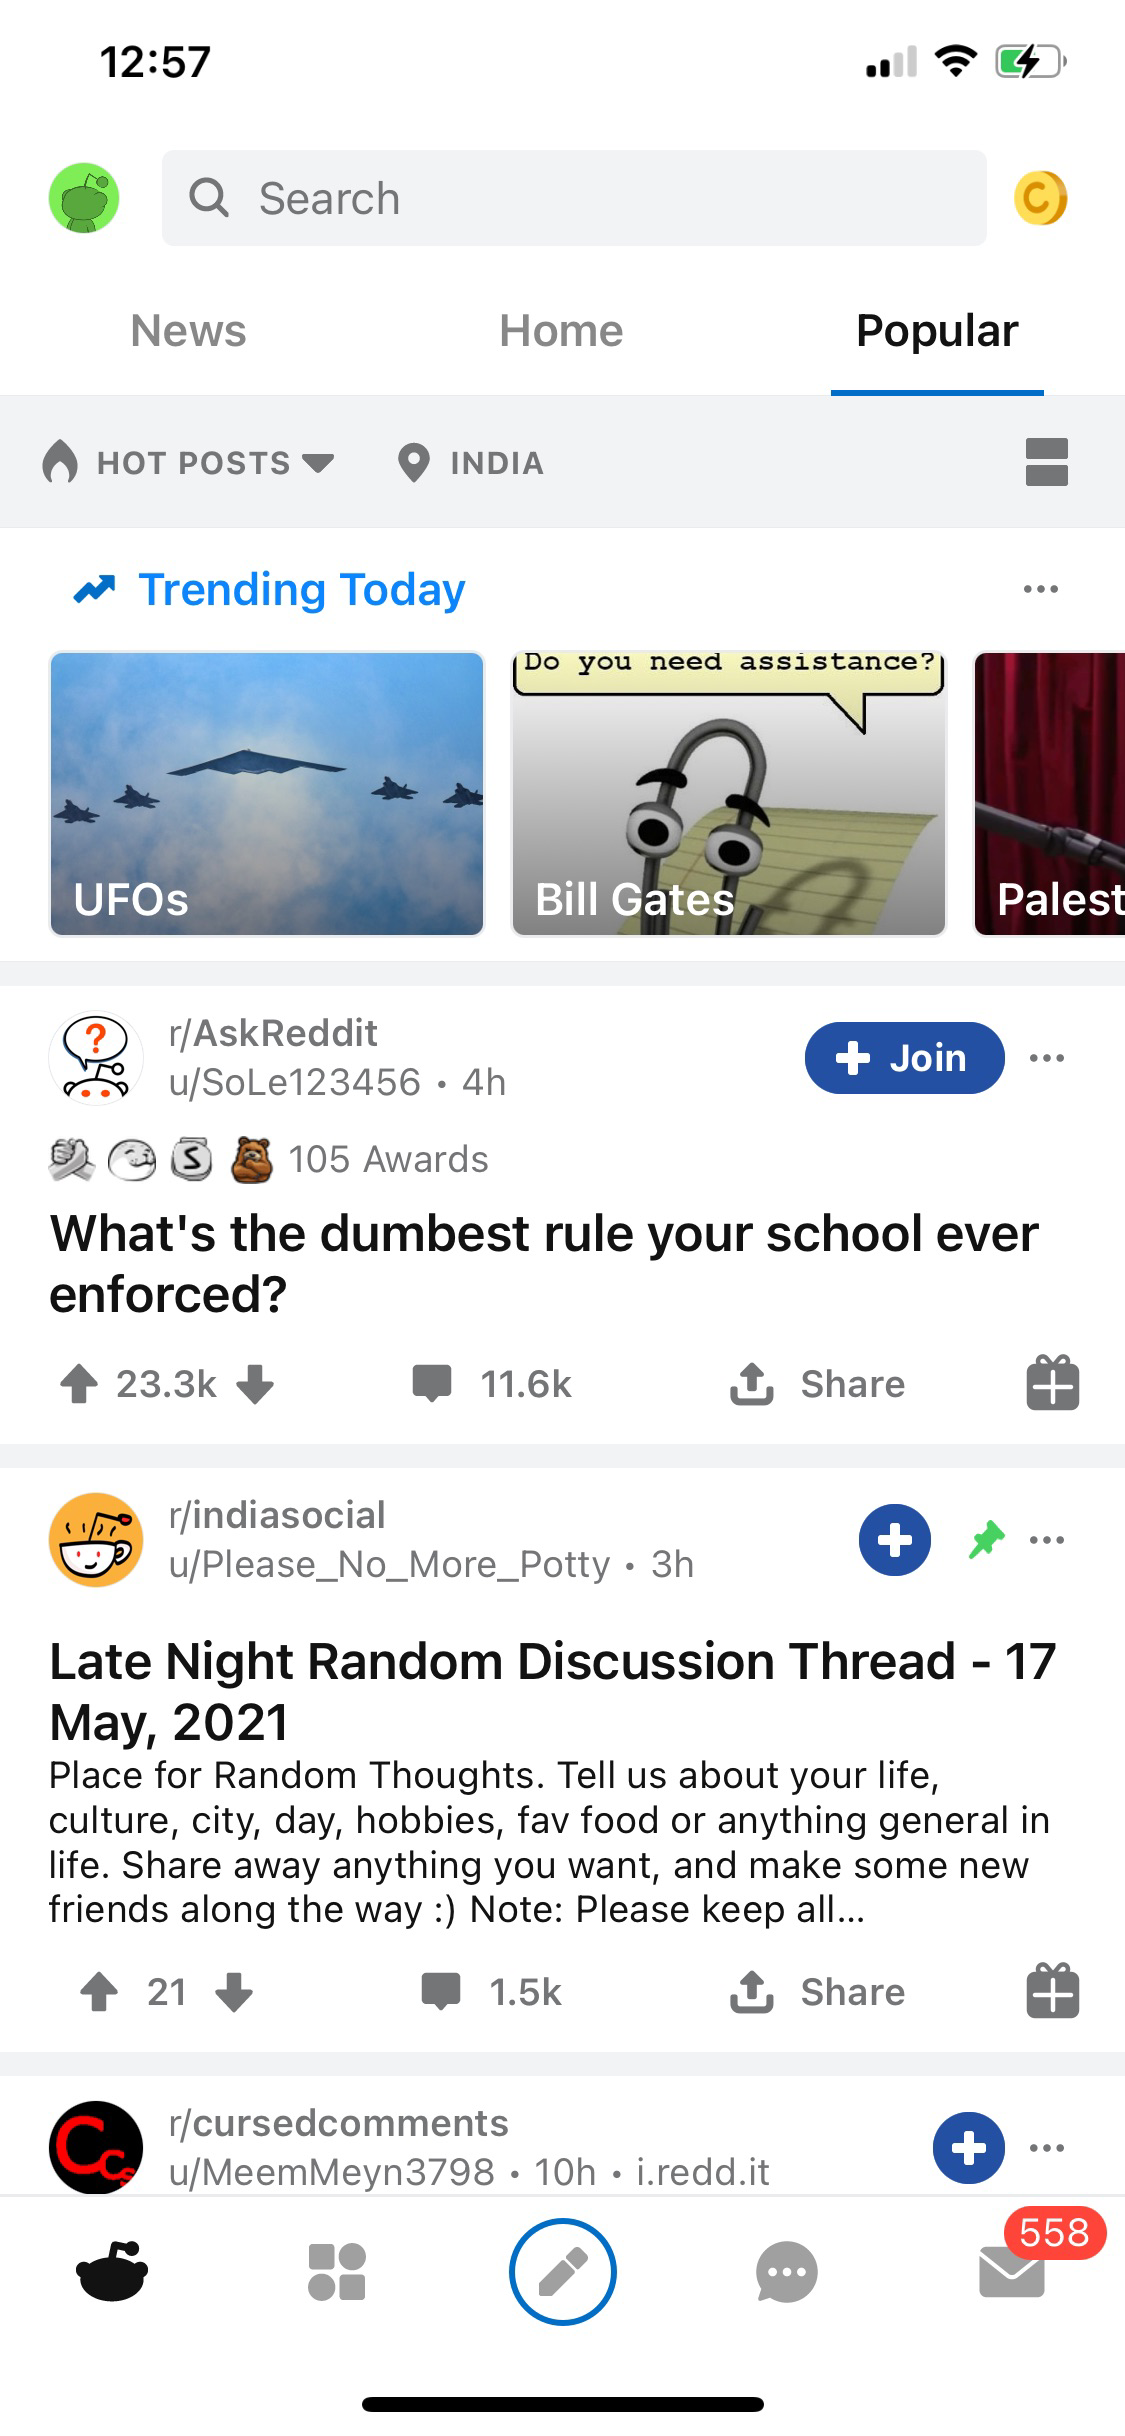 12:57
Search
News Home Popular
HOT POSTS INDIA
Trending Today
Do you need assistance?
UFOs
Bill Gates
Palest
r/AskReddit
u/SoLe123456 • 4h
Join
105 Awards
What's the dumbest rule your school ever
enforced?
23.3k 11.6k Share
r/indiasocial
u/Please_No_More_Potty • 3h
Late Night Random Discussion Thread - 17
May, 2021
Place for Random Thoughts. Tell us about your life,
culture, city, day, hobbies, fav food or anything general in
life. Share away anything you want, and make some new
friends along the way :) Note: Please keep all...
21 1.5k Share
r/cursedcomments
u/MeemMeyn3798 • 10h • i.redd.it
558